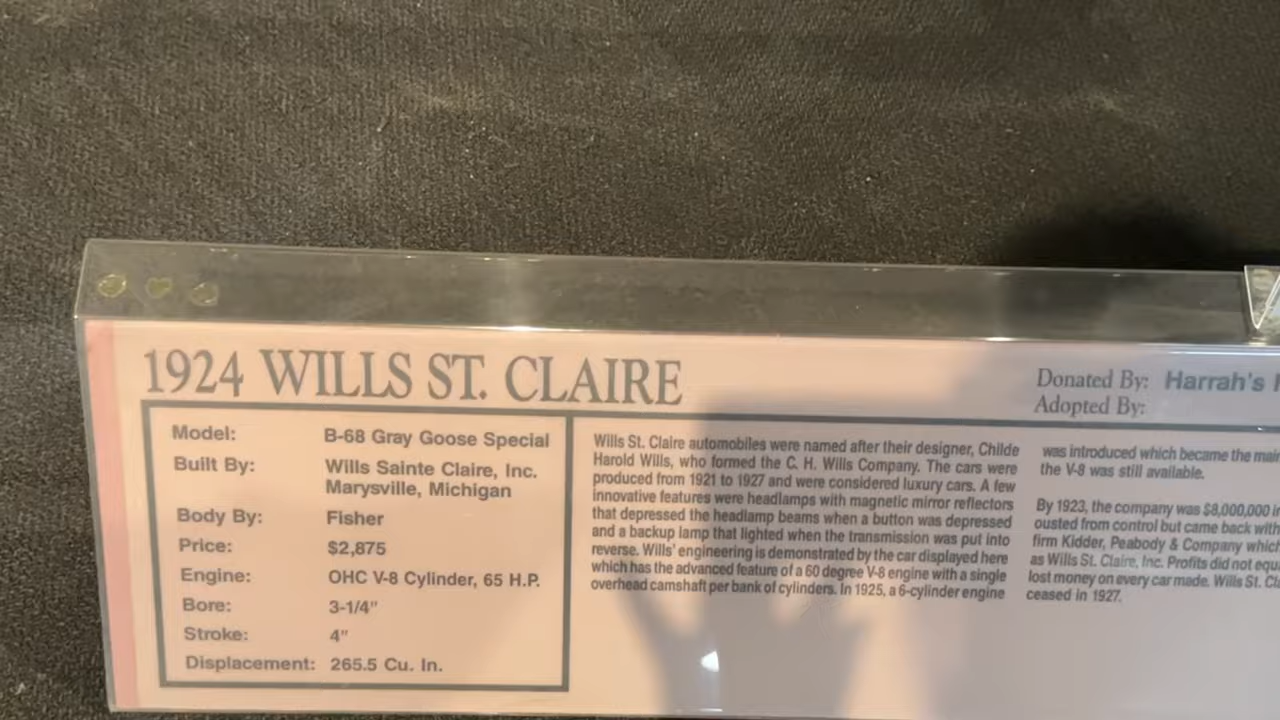 1924 WILLS ST. CLAIRE
Donated By: Harrah's
Adopted By:
Model: B-68 Gray Goose Special
Built By: Wills Sainte Claire, Inc.
Marysville, Michigan
Body By: Fisher
Price: $2,875
Engine: OHC V-8 Cylinder, 65 H.P.
Bore: 3-1/4"
Stroke: 4"
Displacement: 265.5 Cu. In.
Wills St. Claire automobiles were named after their designer, Childe
Harold Wills, who formed the C. H. Wills Company. The cars were
produced from 1921 to 1927 and were considered luxury cars. A few
innovative features were headlamps with magnetic mirror reflectors
that depressed the headlamp beams when a button was depressed
and a backup lamp that lighted when the transmission was put into
reverse. Wills' engineering is demonstrated by the car displayed here
which has the advanced feature of a 60 degree V-8 engine with a single
overhead camshaft per bank of cylinders. In 1925, a 6-cylinder engine
was introduced which became the
the V-8 was still available.
By 1923, the company was $8,000,000
ousted from control but came back with
firm Kidder, Peabody & Company which
as Wills St. Claire, Inc. Profits did not
lost money on every car made. Wills St.
ceased in 1927.